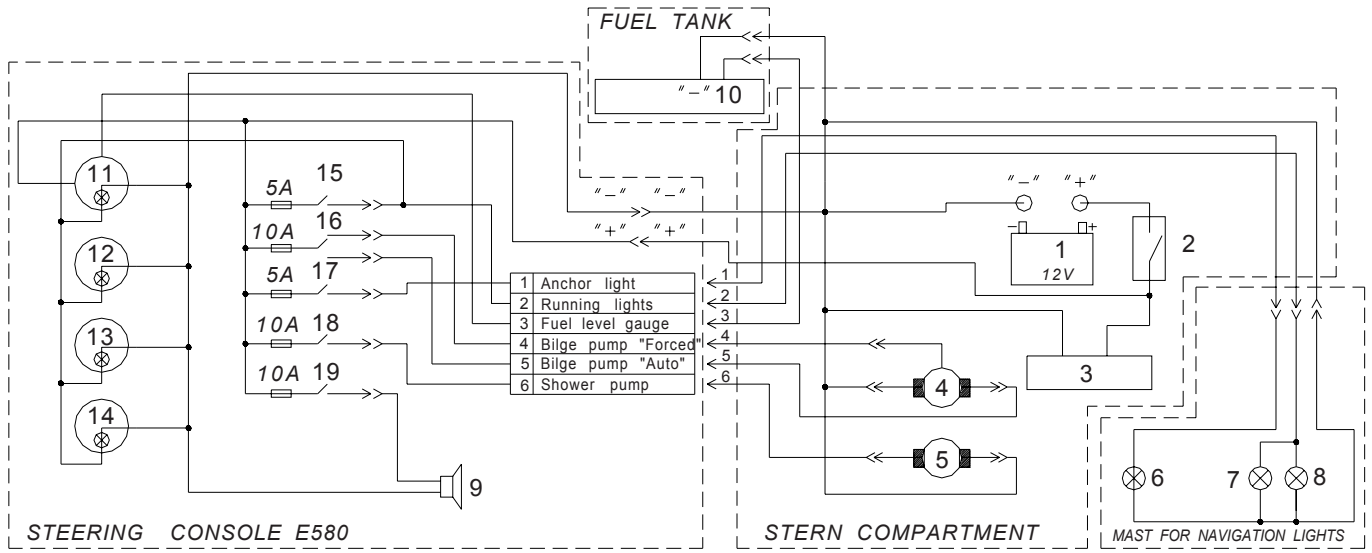 FUEL TANK
"-" 10
11
12
13
14
5A 15
10A 16
5A 17
10A 18
10A 19
"-" "-"
"+" "+"
1 Anchor light 1
2 Running lights 2
3 Fuel level gauge 3
4 Bilge pump "Forced" 4
5 Bilge pump "Auto" 5
6 Shower pump 6
9
STEERING CONSOLE E580
"-" "+"
- +
1
12V
2
3
4
5
STERN COMPARTMENT
6
7
8
MAST FOR NAVIGATION LIGHTS